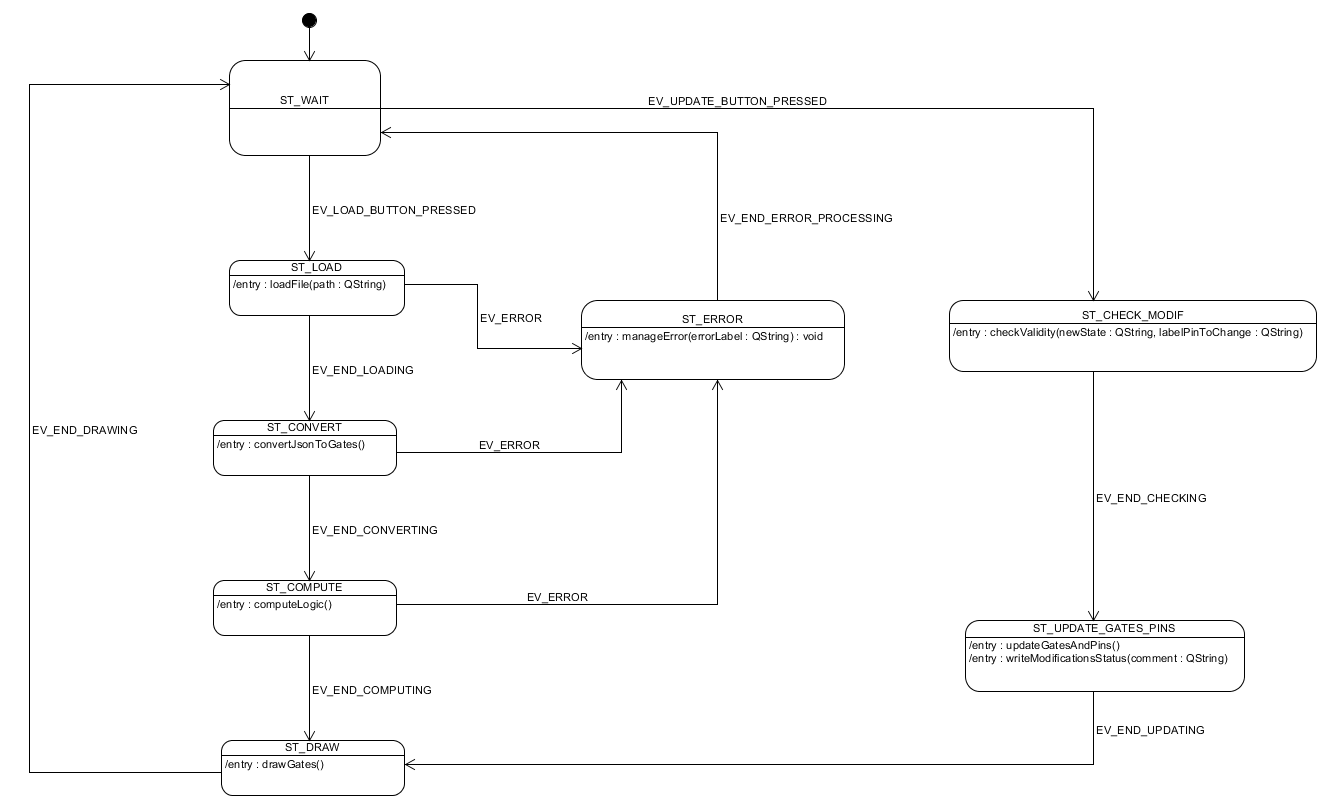 ST_WAIT
EV_UPDATE_BUTTON_PRESSED
EV_LOAD_BUTTON_PRESSED
EV_END_ERROR_PROCESSING
ST_LOAD
/entry : loadFile(path : QString)
EV_ERROR
ST_ERROR
/entry : manageError(errorLabel : QString) : void
ST_CHECK_MODIF
/entry : checkValidity(newState : QString, labelPinToChange : QString)
EV_END_LOADING
EV_END_DRAWING
ST_CONVERT
/entry : convertJsonToGates()
EV_ERROR
EV_END_CHECKING
EV_END_CONVERTING
ST_COMPUTE
/entry : computeLogic()
EV_ERROR
ST_UPDATE_GATES_PINS
/entry : updateGatesAndPins()
/entry : writeModificationsStatus(comment : QString)
EV_END_COMPUTING
EV_END_UPDATING
ST_DRAW
/entry : drawGates()